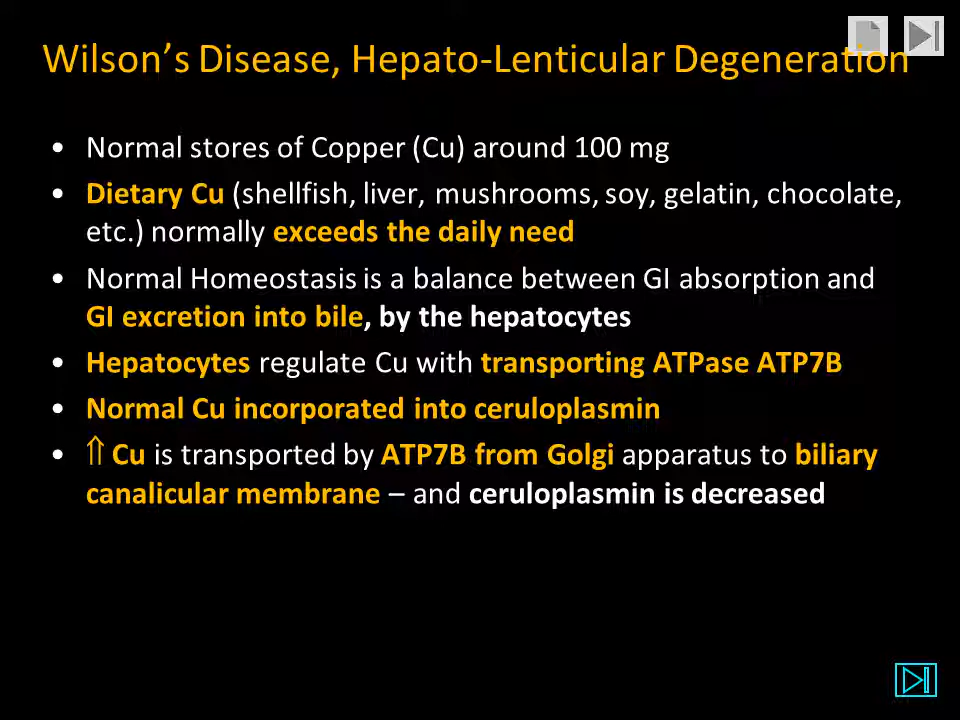 Wilson’s Disease, Hepato-Lenticular Degeneration
• Normal stores of Copper (Cu) around 100 mg
• Dietary Cu (shellfish, liver, mushrooms, soy, gelatin, chocolate,
etc.) normally exceeds the daily need
• Normal Homeostasis is a balance between GI absorption and
GI excretion into bile, by the hepatocytes
• Hepatocytes regulate Cu with transporting ATPase ATP7B
• Normal Cu incorporated into ceruloplasmin
• ⇑ Cu is transported by ATP7B from Golgi apparatus to biliary
canalicular membrane – and ceruloplasmin is decreased